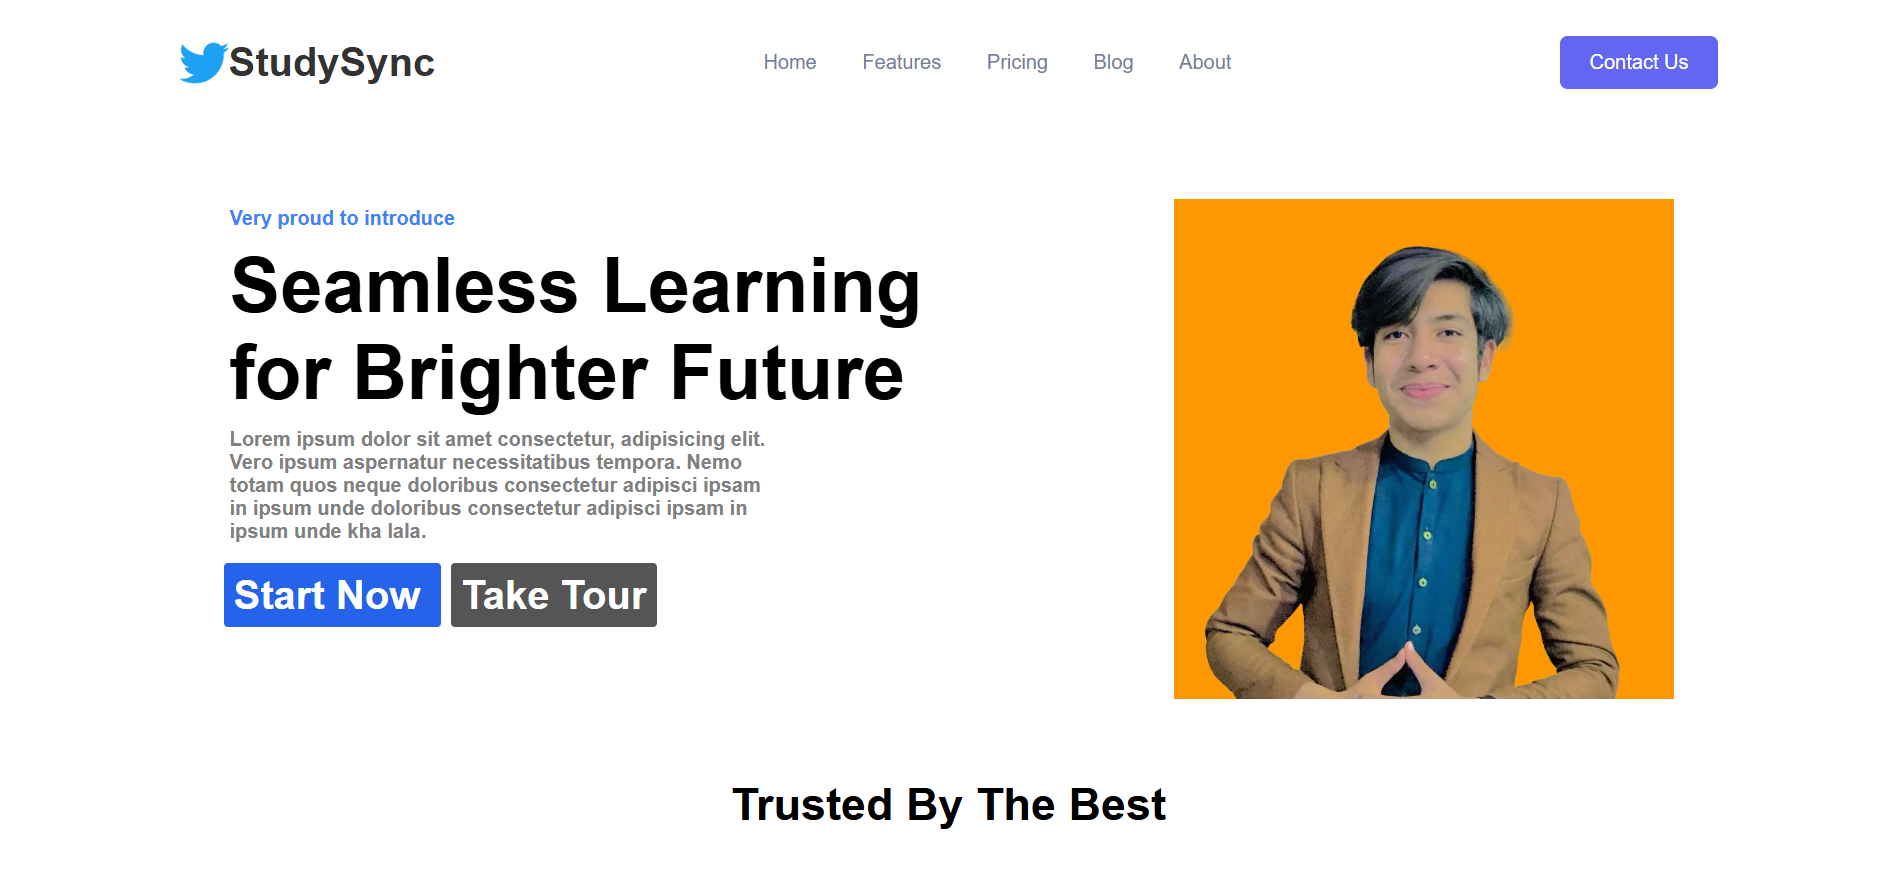 StudySync
Home
Features
Pricing
Blog
About
Contact Us
Very proud to introduce
Seamless Learning
for Brighter Future
Lorem ipsum dolor sit amet consectetur, adipisicing elit.
Vero ipsum aspernatur necessitatibus tempora. Nemo
totam quos neque doloribus consectetur adipisci ipsam
in ipsum unde doloribus consectetur adipisci ipsam in
ipsum unde kha lala.
Start Now
Take Tour
Trusted By The Best